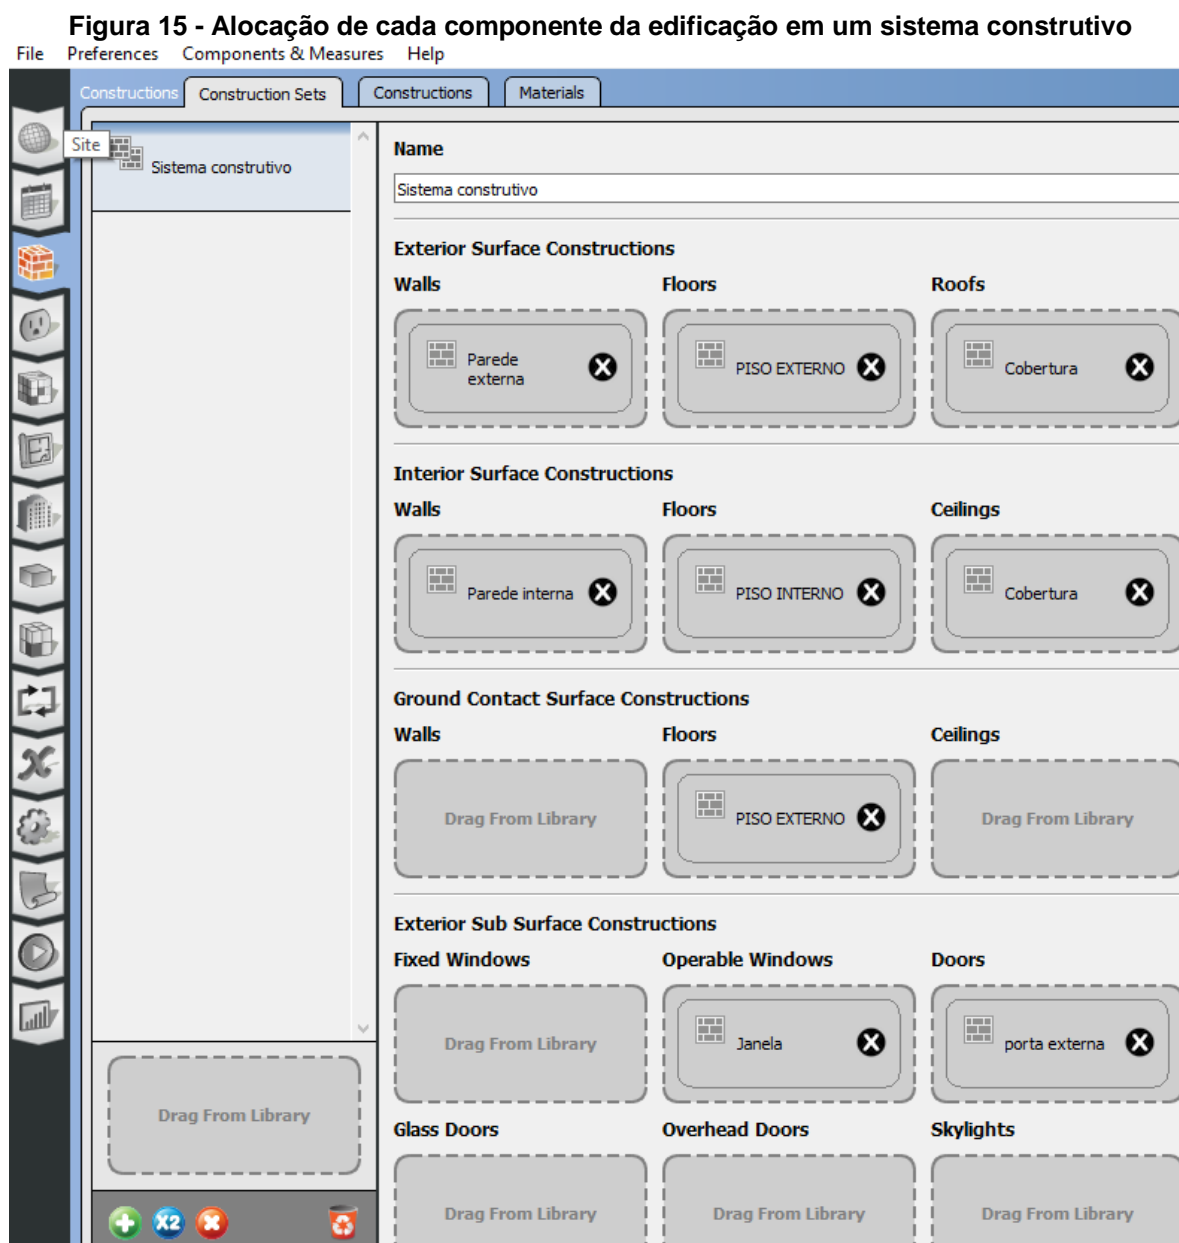 Figura 15 - Alocação de cada componente da edificação em um sistema construtivo
File Preferences Components & Measures Help
Constructions Construction Sets Constructions Materials
Site
Sistema construtivo
Name
Sistema construtivo
Exterior Surface Constructions
Walls Floors Roofs
Parede
externa
PISO EXTERNO
Cobertura
Interior Surface Constructions
Walls Floors Ceilings
Parede interna PISO INTERNO Cobertura
Ground Contact Surface Constructions
Walls Floors Ceilings
Drag From Library PISO EXTERNO Drag From Library
Exterior Sub Surface Constructions
Fixed Windows Operable Windows Doors
Drag From Library Janela porta externa
Drag From Library
Glass Doors Overhead Doors Skylights
Drag From Library Drag From Library Drag From Library
X2